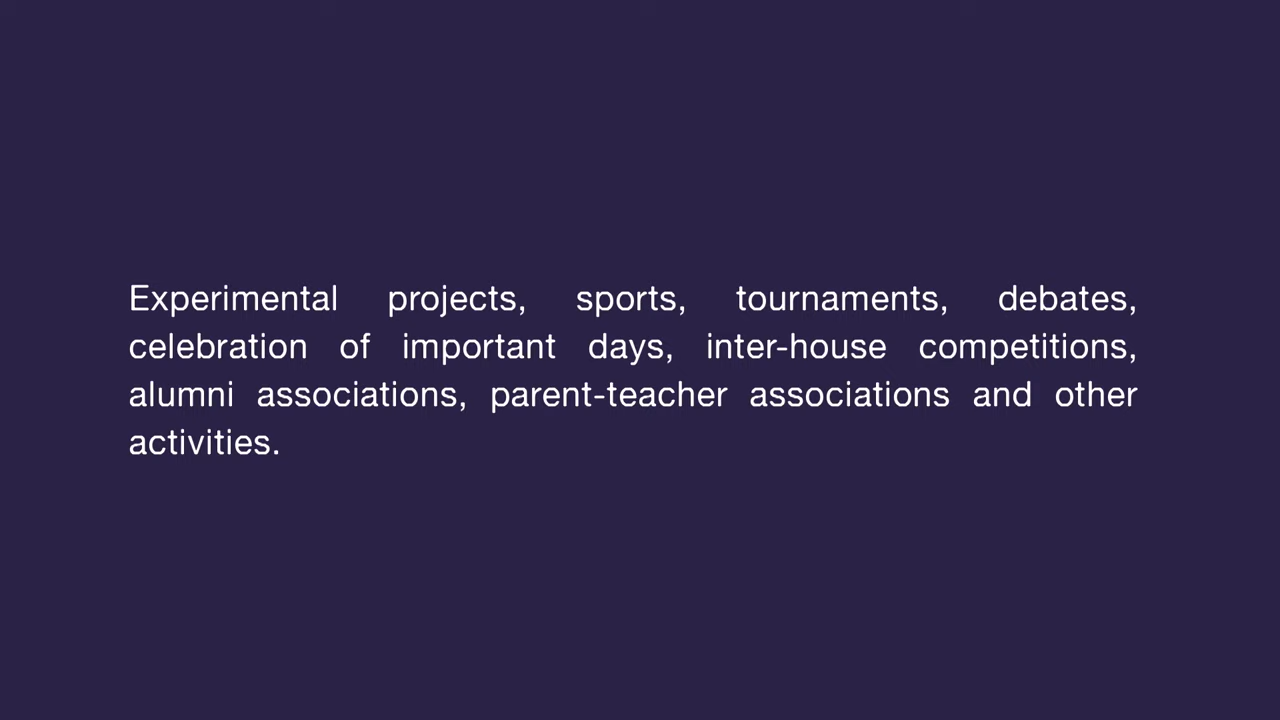 Experimental projects, sports, tournaments, debates,
celebration of important days, inter-house competitions,
alumni associations, parent-teacher associations and other
activities.